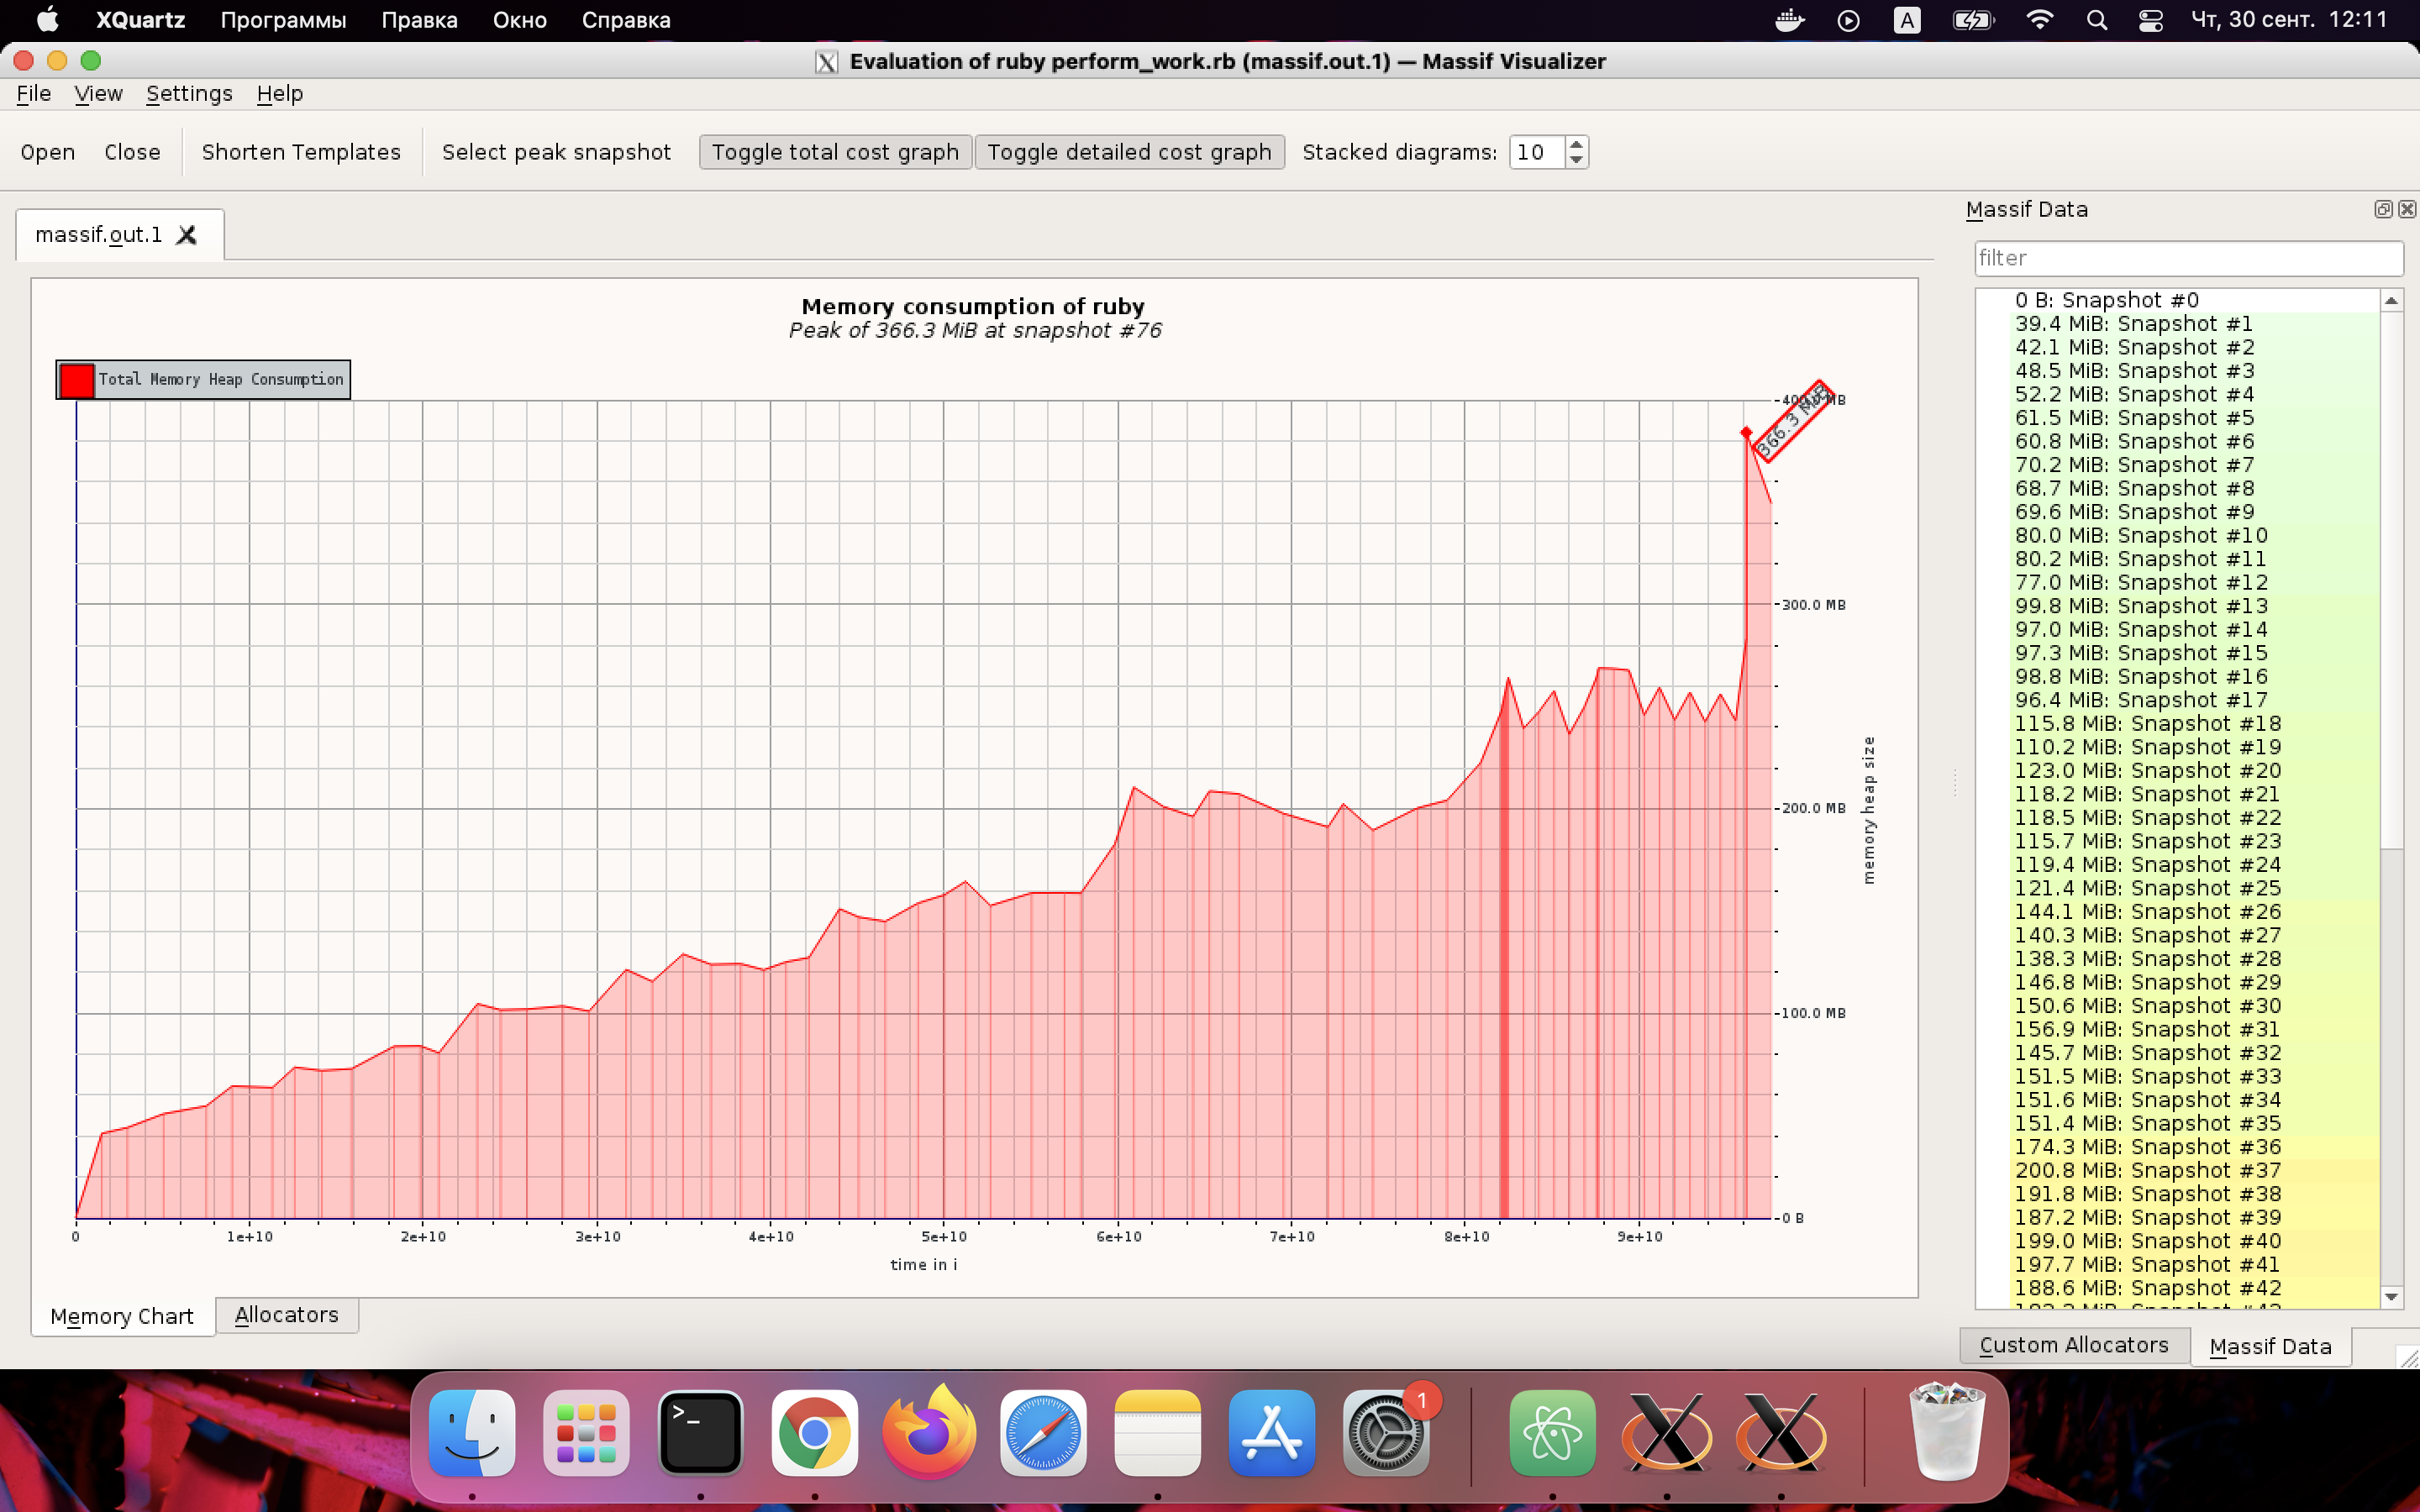 XQuartz Программы Правка Окно Справка A Чт, 30 сент. 12:11
Evaluation of ruby perform_work.rb (massif.out.1) — Massif Visualizer
File View Settings Help
Open Close Shorten Templates Select peak snapshot Toggle total cost graph Toggle detailed cost graph Stacked diagrams: 10
massif.out.1
Memory consumption of ruby
Peak of 366.3 MiB at snapshot #76
Total Memory Heap Consumption
366.3 MiB
400.0 MB
300.0 MB
200.0 MB
100.0 MB
0 B
memory heap size
0 1e+10 2e+10 3e+10 4e+10 5e+10 6e+10 7e+10 8e+10 9e+10
time in i
Memory Chart Allocators
Massif Data
filter
0 B: Snapshot #0
39.4 MiB: Snapshot #1
42.1 MiB: Snapshot #2
48.5 MiB: Snapshot #3
52.2 MiB: Snapshot #4
61.5 MiB: Snapshot #5
60.8 MiB: Snapshot #6
70.2 MiB: Snapshot #7
68.7 MiB: Snapshot #8
69.6 MiB: Snapshot #9
80.0 MiB: Snapshot #10
80.2 MiB: Snapshot #11
77.0 MiB: Snapshot #12
99.8 MiB: Snapshot #13
97.0 MiB: Snapshot #14
97.3 MiB: Snapshot #15
98.8 MiB: Snapshot #16
96.4 MiB: Snapshot #17
115.8 MiB: Snapshot #18
110.2 MiB: Snapshot #19
123.0 MiB: Snapshot #20
118.2 MiB: Snapshot #21
118.5 MiB: Snapshot #22
115.7 MiB: Snapshot #23
119.4 MiB: Snapshot #24
121.4 MiB: Snapshot #25
144.1 MiB: Snapshot #26
140.3 MiB: Snapshot #27
138.3 MiB: Snapshot #28
146.8 MiB: Snapshot #29
150.6 MiB: Snapshot #30
156.9 MiB: Snapshot #31
145.7 MiB: Snapshot #32
151.5 MiB: Snapshot #33
151.6 MiB: Snapshot #34
151.4 MiB: Snapshot #35
174.3 MiB: Snapshot #36
200.8 MiB: Snapshot #37
191.8 MiB: Snapshot #38
187.2 MiB: Snapshot #39
199.0 MiB: Snapshot #40
197.7 MiB: Snapshot #41
188.6 MiB: Snapshot #42
Custom Allocators Massif Data
>_
1